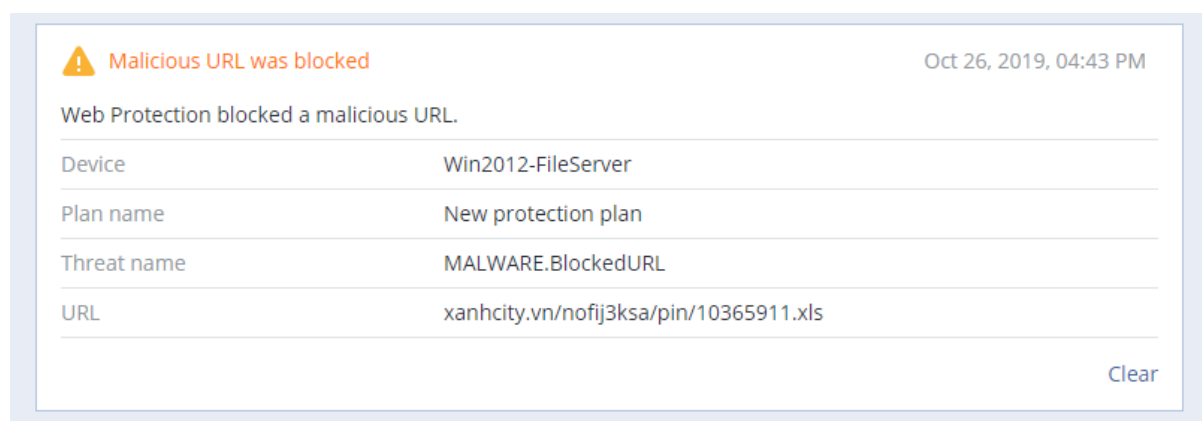 Malicious URL was blocked Oct 26, 2019, 04:43 PM
Web Protection blocked a malicious URL.
Device Win2012-FileServer
Plan name New protection plan
Threat name MALWARE.BlockedURL
URL xanhcity.vn/nofij3ksa/pin/10365911.xls
Clear